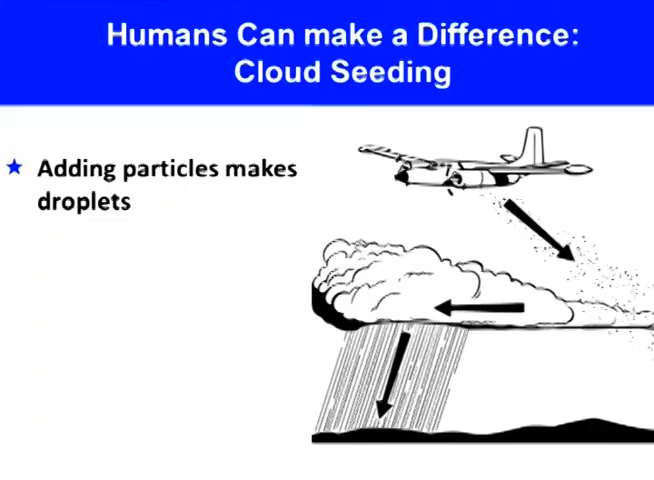 Humans Can make a Difference:
Cloud Seeding
Adding particles makes
droplets